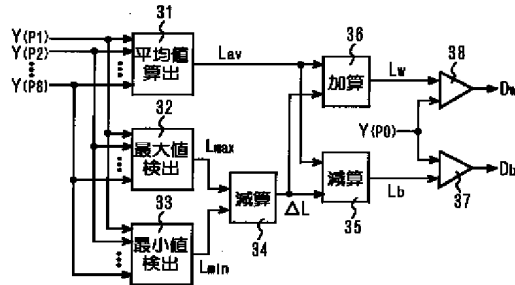 31
Y(P1)
Y(P2)
Y(P8)
平均値
算出
Lav
32
最大値
検出
Lmax
33
最小値
検出
Lmin
減算
34
ΔL
36
加算
Lw
減算
35
Lb
Y(P0)
38
Dw
37
Db